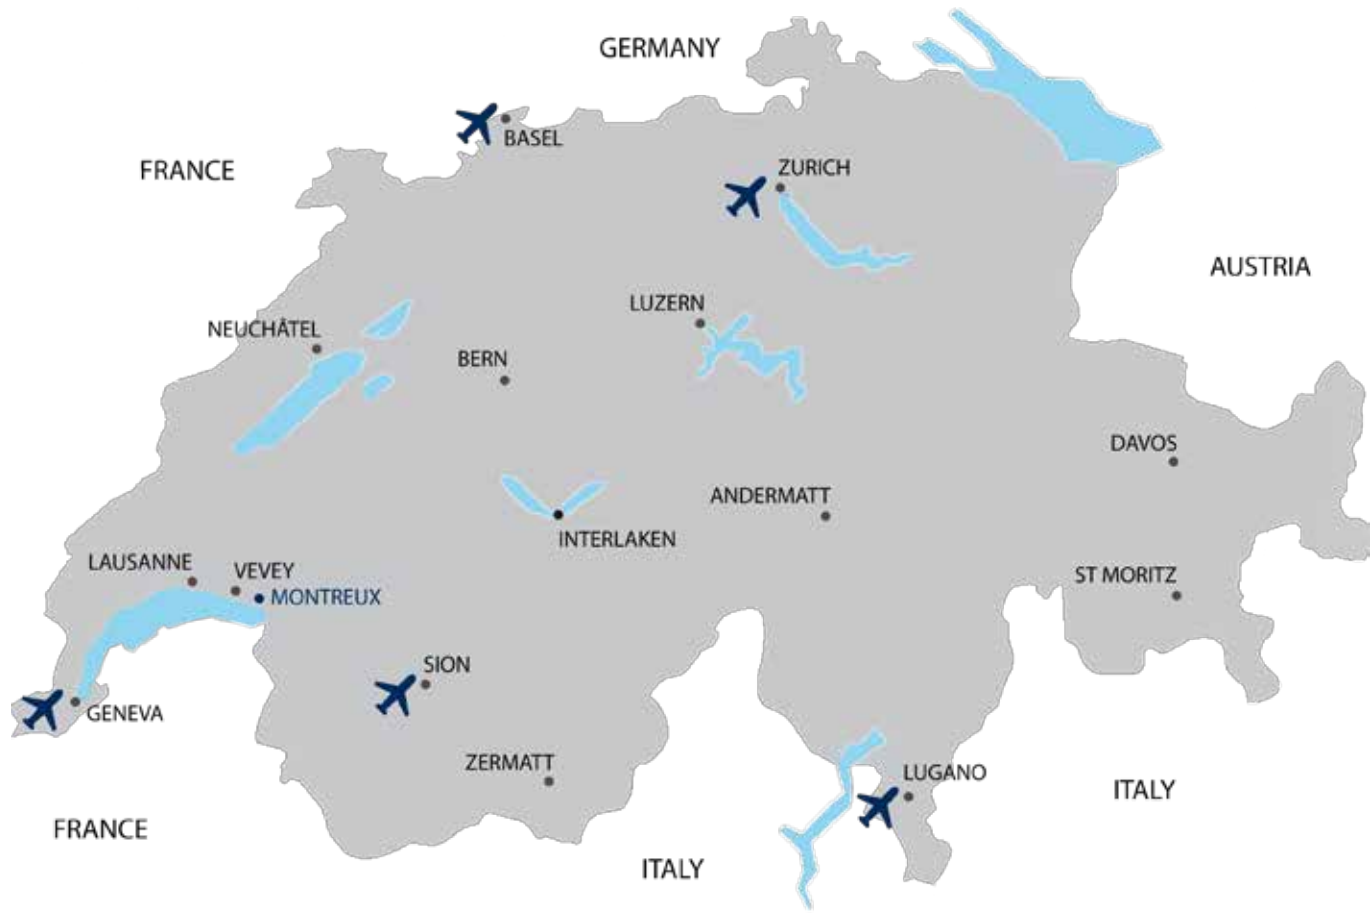 GERMANY
BASEL
FRANCE
ZURICH
AUSTRIA
LUZERN
NEUCHÂTEL
BERN
DAVOS
ANDERMATT
INTERLAKEN
LAUSANNE
VEVEY
MONTREUX
ST MORITZ
SION
GENEVA
ZERMATT
LUGANO
ITALY
FRANCE
ITALY